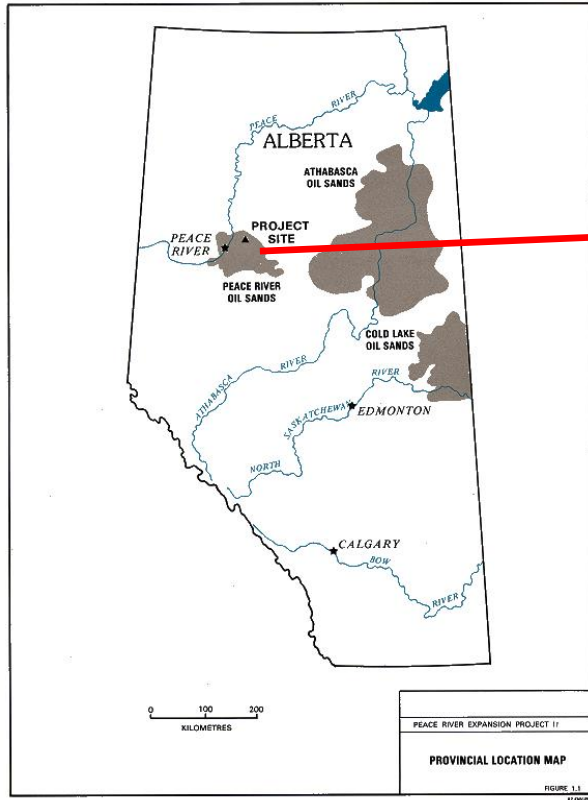 PEACE
RIVER
ALBERTA
ATHABASCA
OIL SANDS
PROJECT
SITE
PEACE
RIVER
PEACE RIVER
OIL SANDS
COLD LAKE
OIL SANDS
ATHABASCA
RIVER
RIVER
SASKATCHEWAN
EDMONTON
NORTH
CALGARY
BOW
RIVER
0 100 200
KILOMETRES
PEACE RIVER EXPANSION PROJECT II
PROVINCIAL LOCATION MAP
FIGURE 1.1